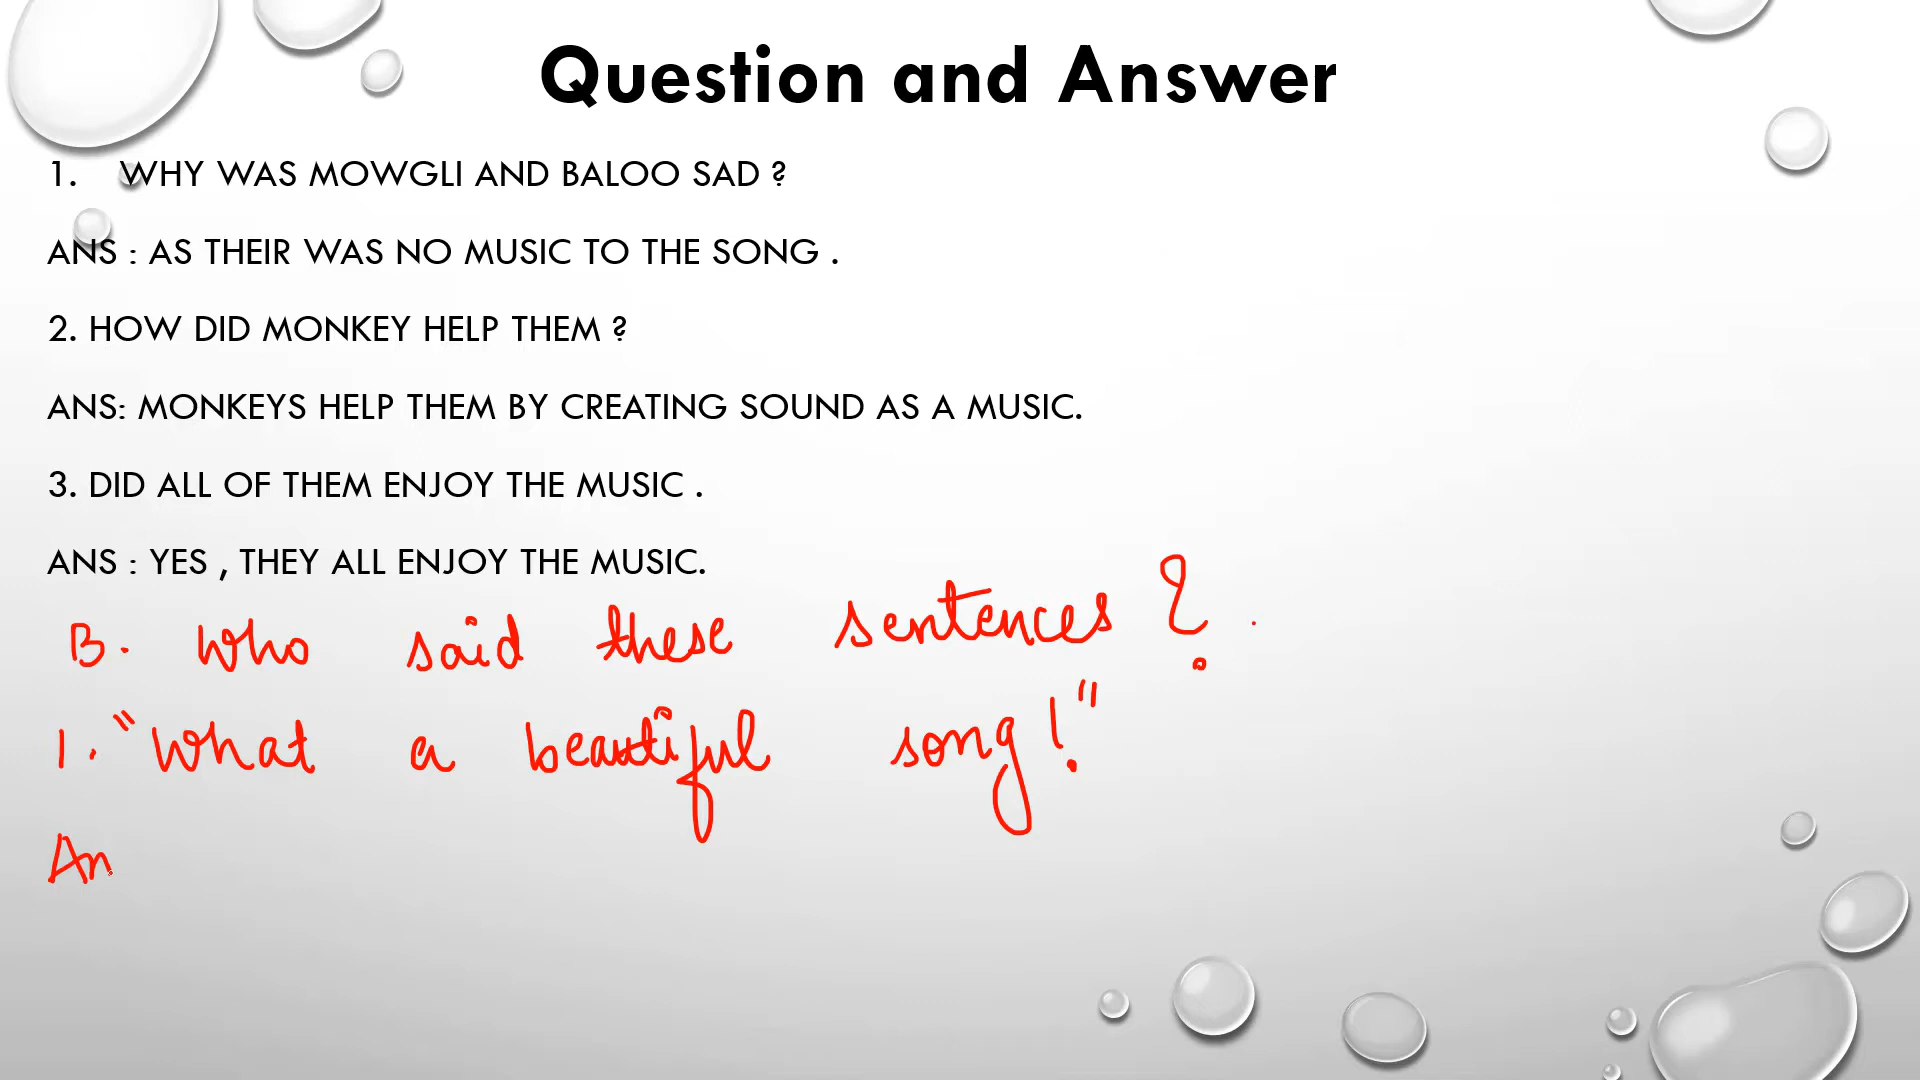 Question and Answer
1. WHY WAS MOWGLI AND BALOO SAD ?
ANS : AS THEIR WAS NO MUSIC TO THE SONG .
2. HOW DID MONKEY HELP THEM ?
ANS: MONKEYS HELP THEM BY CREATING SOUND AS A MUSIC.
3. DID ALL OF THEM ENJOY THE MUSIC .
ANS : YES , THEY ALL ENJOY THE MUSIC.
B. Who said these sentences ?
1. "What a beautiful song!"
An